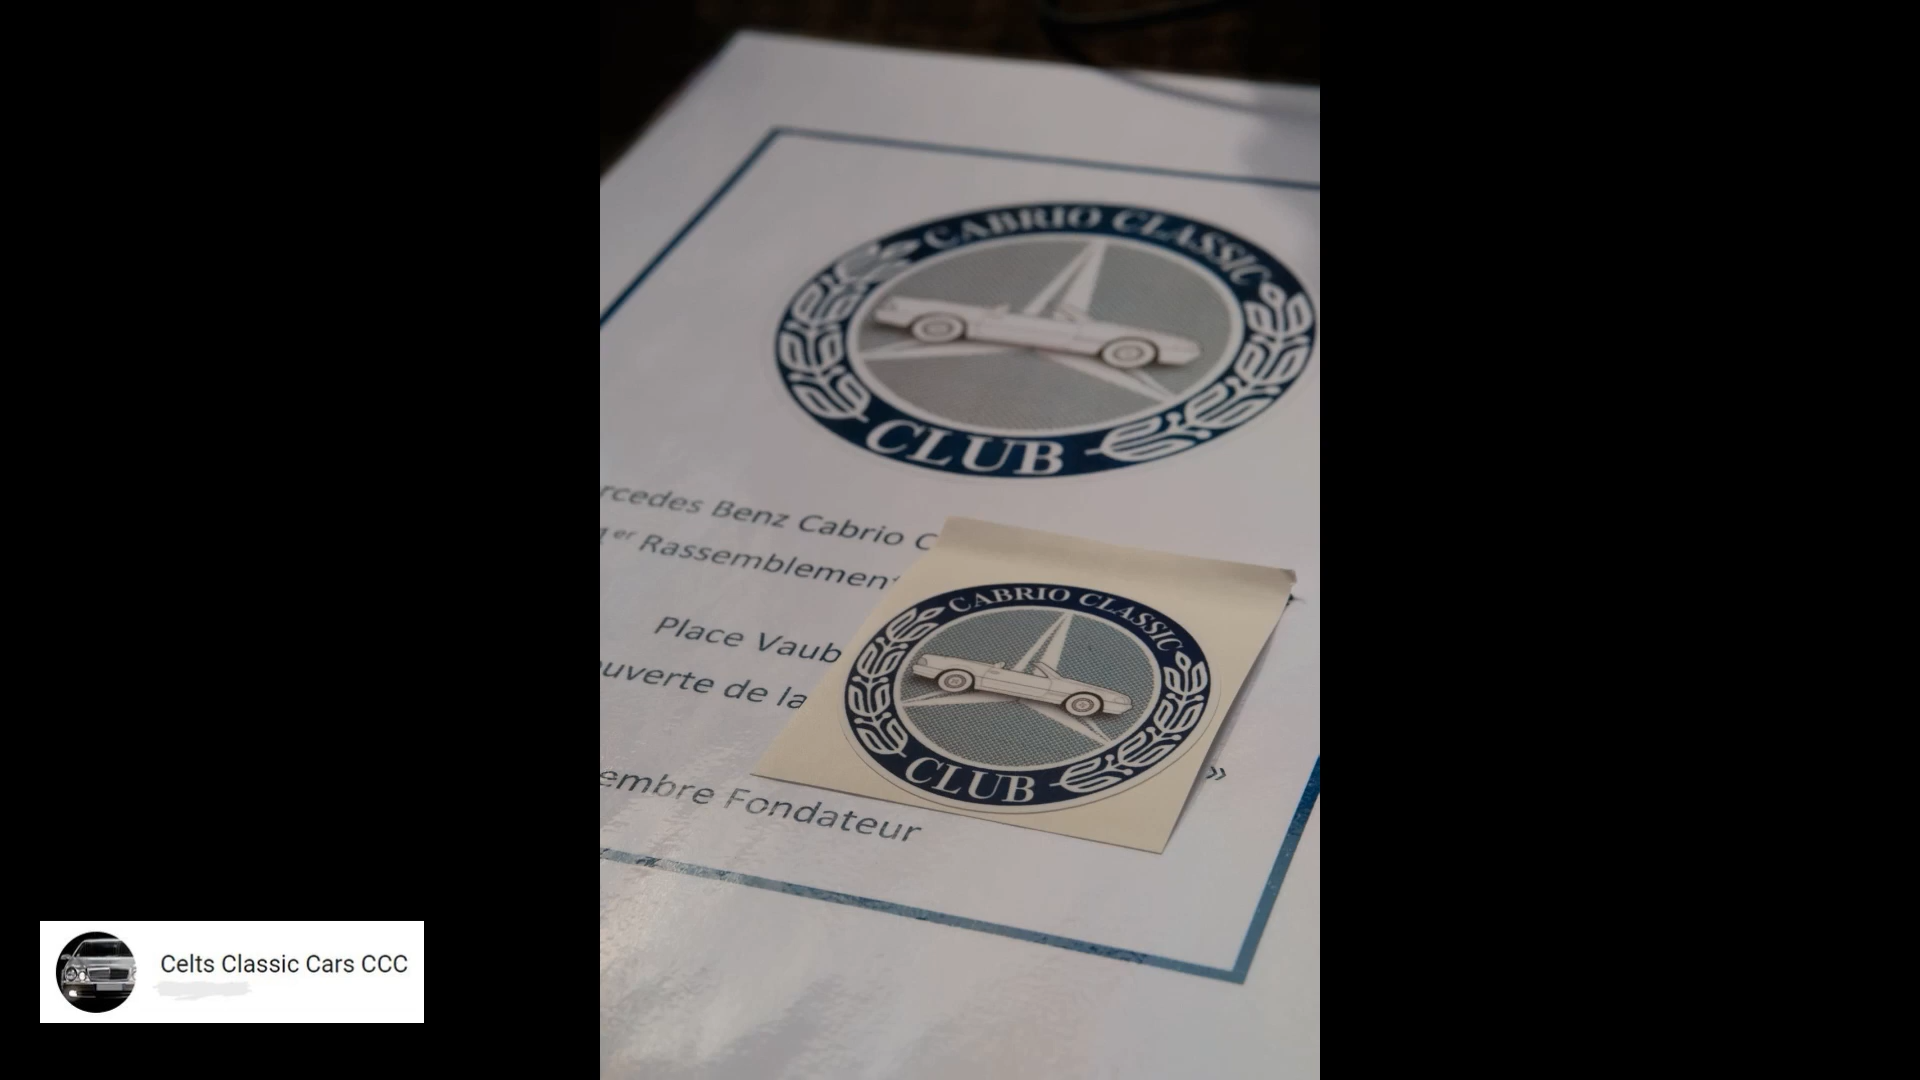 CABRIO CLASSIC
CLUB
rcedes Benz Cabrio C
1er Rassemblement
Place Vaub
uverte de la
»
embre Fondateur
CABRIO CLASSIC
CLUB
Celts Classic Cars CCC